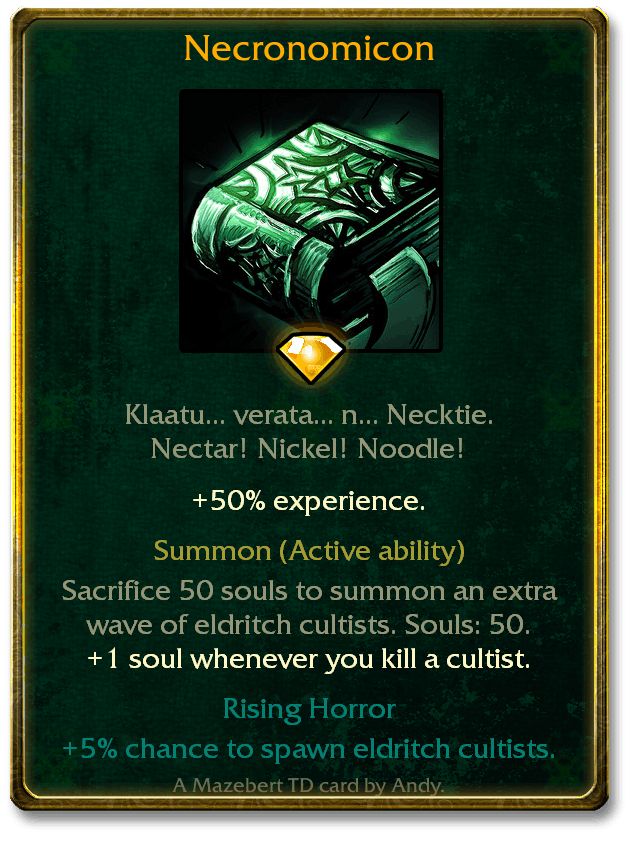 Necronomicon
Klaatu... verata... n... Necktie.
Nectar! Nickel! Noodle!
+50% experience.
Summon (Active ability)
Sacrifice 50 souls to summon an extra
wave of eldritch cultists. Souls: 50.
+1 soul whenever you kill a cultist.
Rising Horror
+5% chance to spawn eldritch cultists.
A Mazebert TD card by Andy.